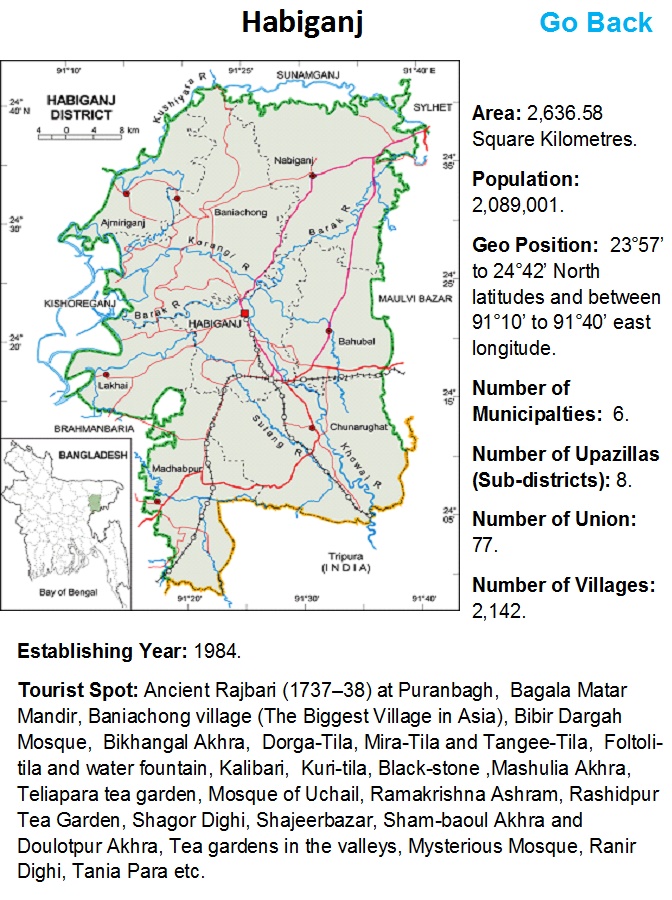 Habiganj
Go Back
91°10'
91°25'
91°40' E
SUNAMGANJ
Kushiyara R
24°
40' N
HABIGANJ
DISTRICT
4 0 4 8 km
SYLHET
24°
35'
Nabiganj
Ajmiriganj
Baniachong
24°
30'
Barak R
Korangi R
24°
25'
KISHOREGANJ
Barak R
HABIGANJ
MAULVI BAZAR
24°
20'
Bahubal
Lakhai
24°
15'
BRAHMANBARIA
Chunarughat
Sutang R
Khowai R
BANGLADESH
Madhabpur
24°
05'
Tripura
(INDIA)
Bay of Bengal
91°20'
91°30'
91°40'
Area: 2,636.58
Square Kilometres.
Population:
2,089,001.
Geo Position: 23°57’
to 24°42’ North
latitudes and between
91°10’ to 91°40’ east
longitude.
Number of
Municipalties: 6.
Number of Upazillas
(Sub-districts): 8.
Number of Union:
77.
Number of Villages:
2,142.
Establishing Year: 1984.
Tourist Spot: Ancient Rajbari (1737–38) at Puranbagh, Bagala Matar
Mandir, Baniachong village (The Biggest Village in Asia), Bibir Dargah
Mosque, Bikhangal Akhra, Dorga-Tila, Mira-Tila and Tangee-Tila, Foltoli-
tila and water fountain, Kalibari, Kuri-tila, Black-stone ,Mashulia Akhra,
Teliapara tea garden, Mosque of Uchail, Ramakrishna Ashram, Rashidpur
Tea Garden, Shagor Dighi, Shajeerbazar, Sham-baoul Akhra and
Doulotpur Akhra, Tea gardens in the valleys, Mysterious Mosque, Ranir
Dighi, Tania Para etc.